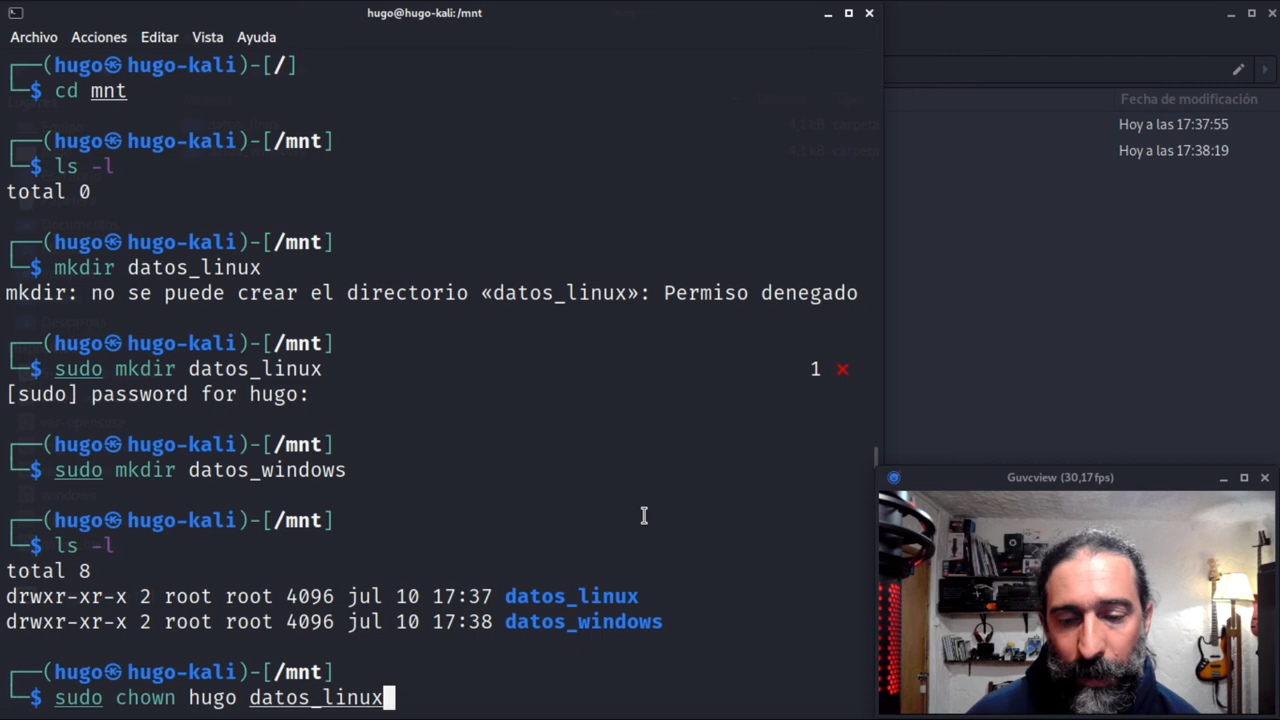 hugo@hugo-kali: /mnt
Archivo Acciones Editar Vista Ayuda
┌──(hugo㉿hugo-kali)-[/]
└─$ cd mnt
┌──(hugo㉿hugo-kali)-[/mnt]
└─$ ls -l
total 0
┌──(hugo㉿hugo-kali)-[/mnt]
└─$ mkdir datos_linux
mkdir: no se puede crear el directorio «datos_linux»: Permiso denegado
┌──(hugo㉿hugo-kali)-[/mnt]
└─$ sudo mkdir datos_linux 1 ⨯
[sudo] password for hugo:
┌──(hugo㉿hugo-kali)-[/mnt]
└─$ sudo mkdir datos_windows
┌──(hugo㉿hugo-kali)-[/mnt]
└─$ ls -l
total 8
drwxr-xr-x 2 root root 4096 jul 10 17:37 datos_linux
drwxr-xr-x 2 root root 4096 jul 10 17:38 datos_windows
┌──(hugo㉿hugo-kali)-[/mnt]
└─$ sudo chown hugo datos_linux
Fecha de modificación
Hoy a las 17:37:55
Hoy a las 17:38:19
Guvcview (30,17 fps)